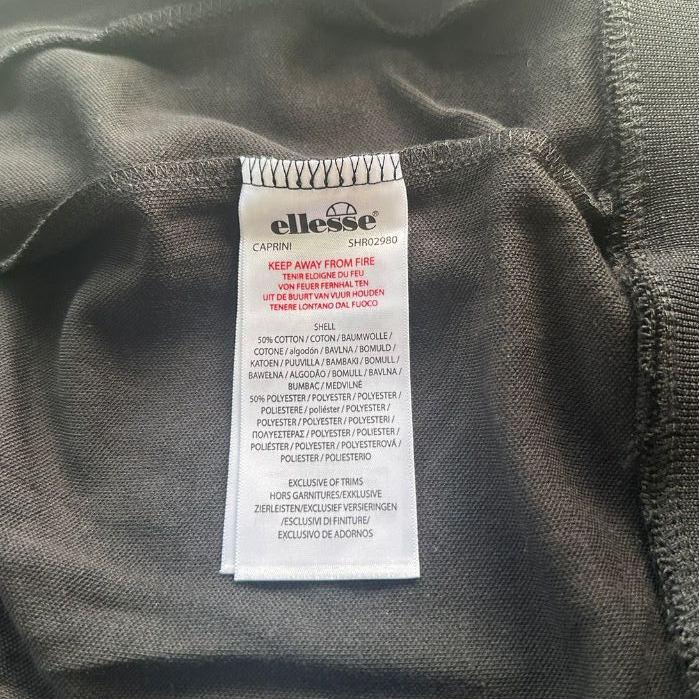 ellesse®
CAPRINI SHR02980
KEEP AWAY FROM FIRE
TENIR ELOIGNE DU FEU
VON FEUER FERNHALTEN
UIT DE BUURT VAN VUUR HOUDEN
TENERE LONTANO DAL FUOCO
SHELL
50% COTTON / COTON / BAUMWOLLE /
COTONE / algodón / BAVLNA / BOMULD /
KATOEN / PUUVILLA / BAMBAKI / BOMULL /
BAWEŁNA / ALGODÃO / BOMULL / BAVLNA /
BUMBAC / MEDVILNĖ
50% POLYESTER / POLYESTER / POLYESTER /
POLIESTERE / poliéster / POLYESTER /
POLYESTER / POLYESTER / POLYESTERI /
ΠΟΛΥΕΣΤΕΡΑΣ / POLYESTER / POLIESTER /
POLIÉSTER / POLYESTER / POLYESTEROVÁ /
POLIESTER / POLIESTERIO
EXCLUSIVE OF TRIMS
HORS GARNITURES/EXKLUSIVE
ZIERLEISTEN/EXCLUSIEF VERSIERINGEN
/ESCLUSIVI DI FINITURE/
EXCLUSIVO DE ADORNOS